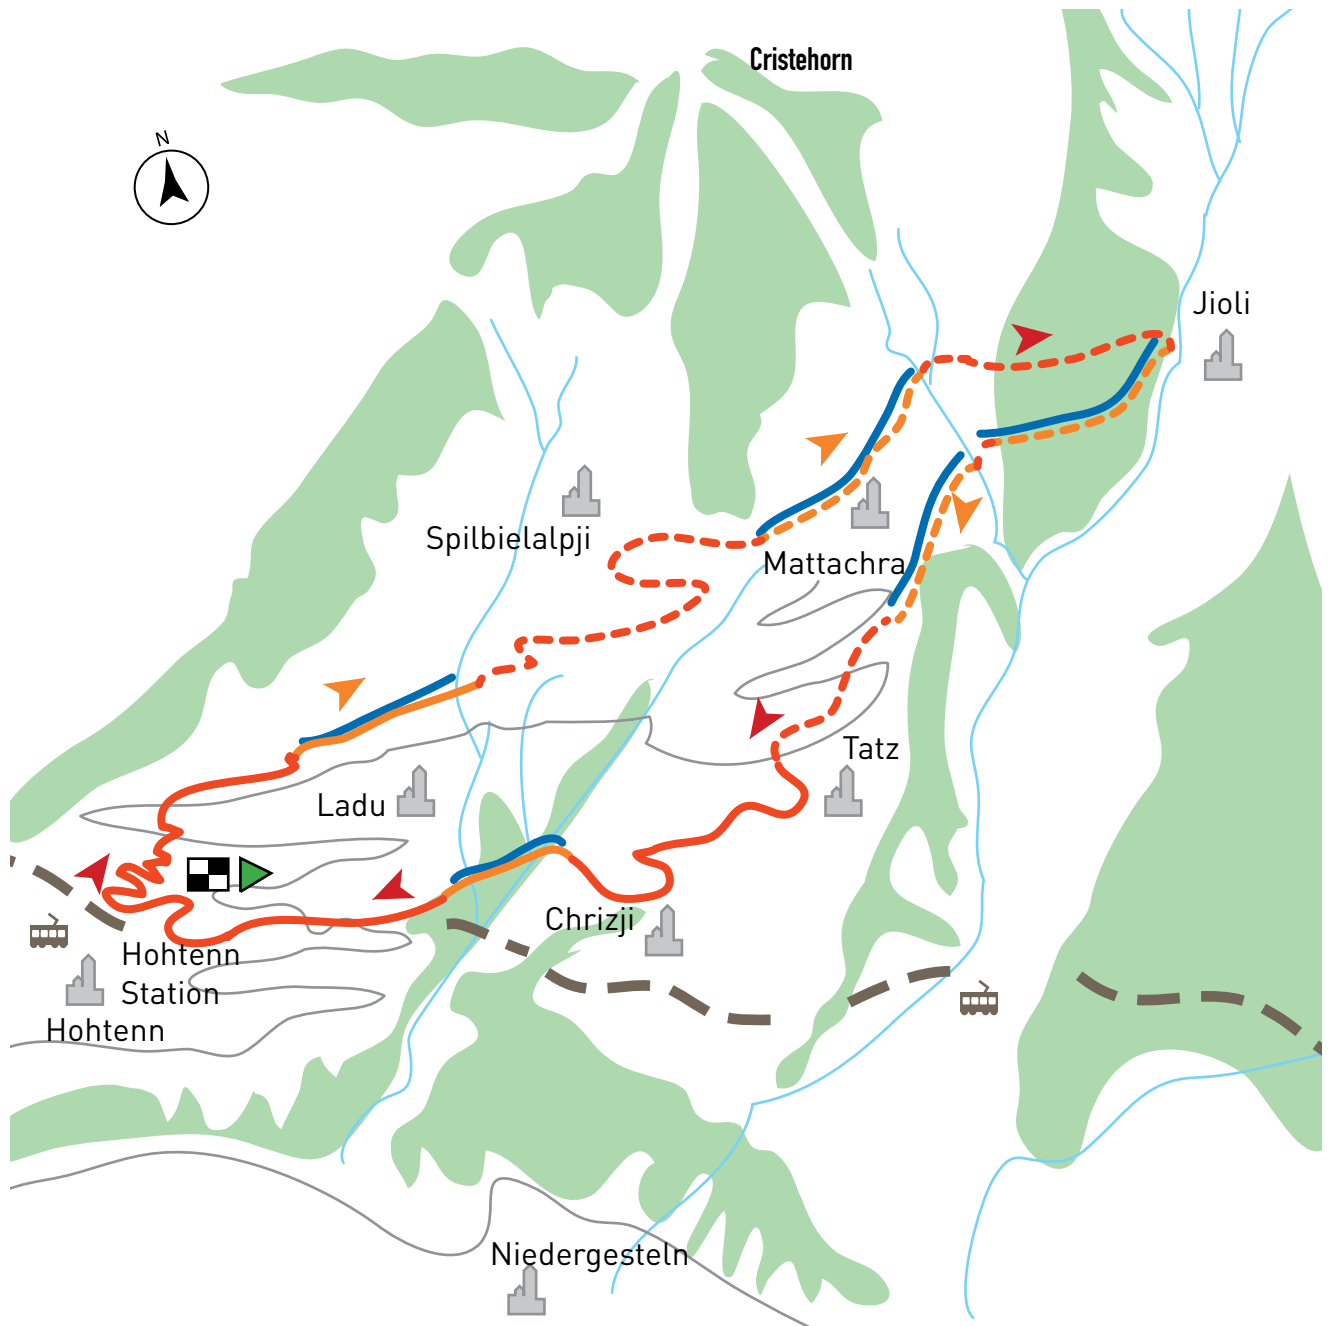 Cristehorn
N
Jioli
Spilbielalpji
Mattachra
Tatz
Ladu
Chrizji
Hohtenn
Station
Hohtenn
Niedergesteln